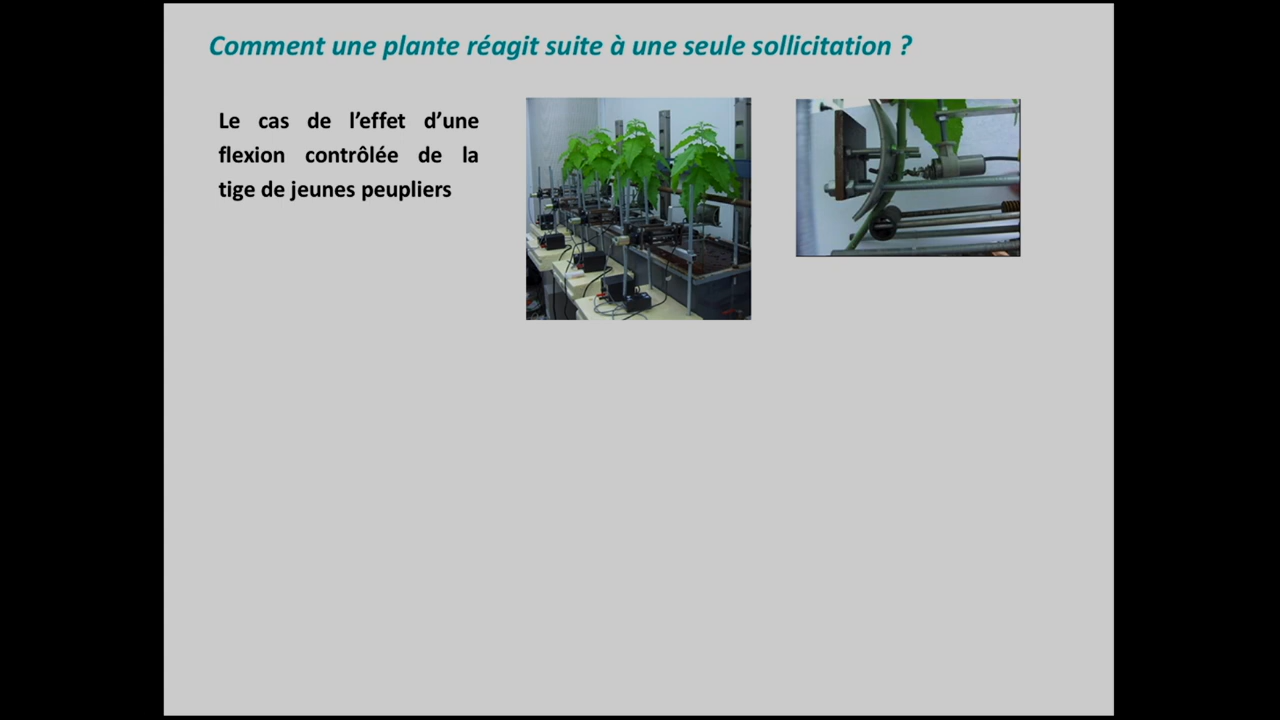 Comment une plante réagit suite à une seule sollicitation ?
Le cas de l’effet d’une
flexion contrôlée de la
tige de jeunes peupliers